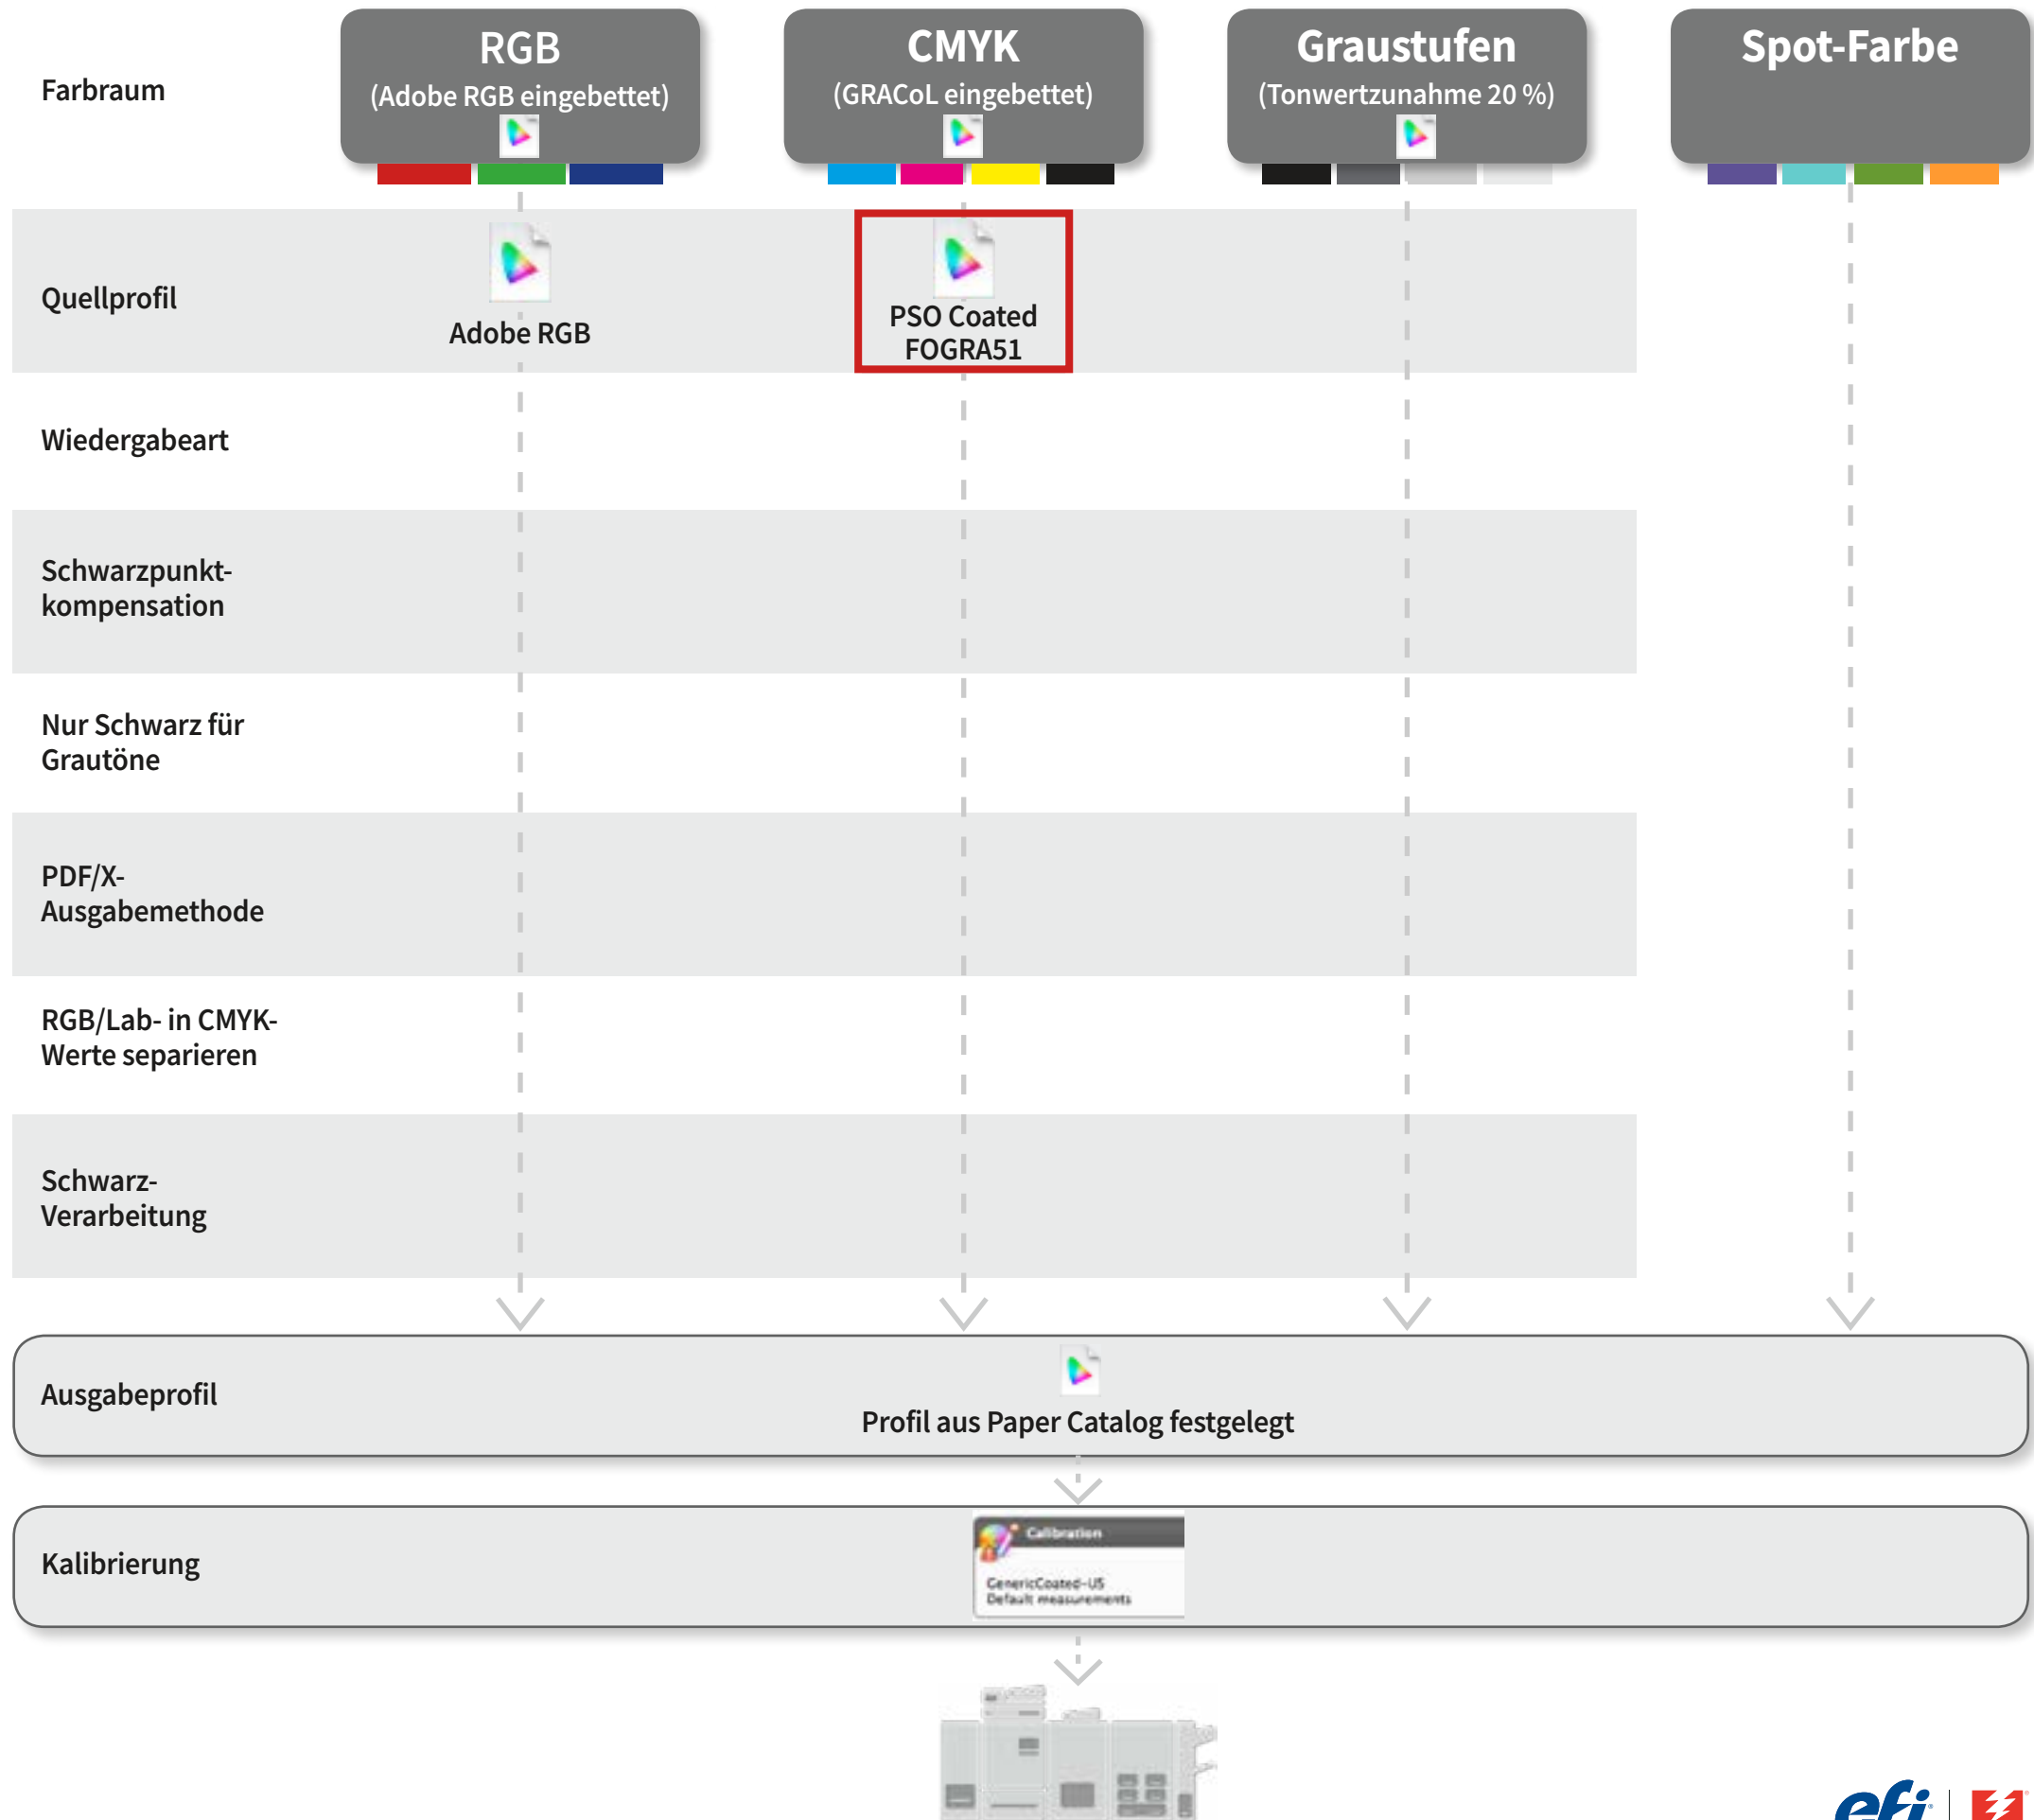 Farbraum
RGB
(Adobe RGB eingebettet)
CMYK
(GRACoL eingebettet)
Graustufen
(Tonwertzunahme 20 %)
Spot-Farbe
Quellprofil
Adobe RGB
PSO Coated
FOGRA51
Wiedergabeart
Schwarzpunkt-
kompensation
Nur Schwarz für
Grautöne
PDF/X-
Ausgabemethode
RGB/Lab- in CMYK-
Werte separieren
Schwarz-
Verarbeitung
Ausgabeprofil
Profil aus Paper Catalog festgelegt
Kalibrierung
Calibration
GenericCoated-US
Default measurements
efi